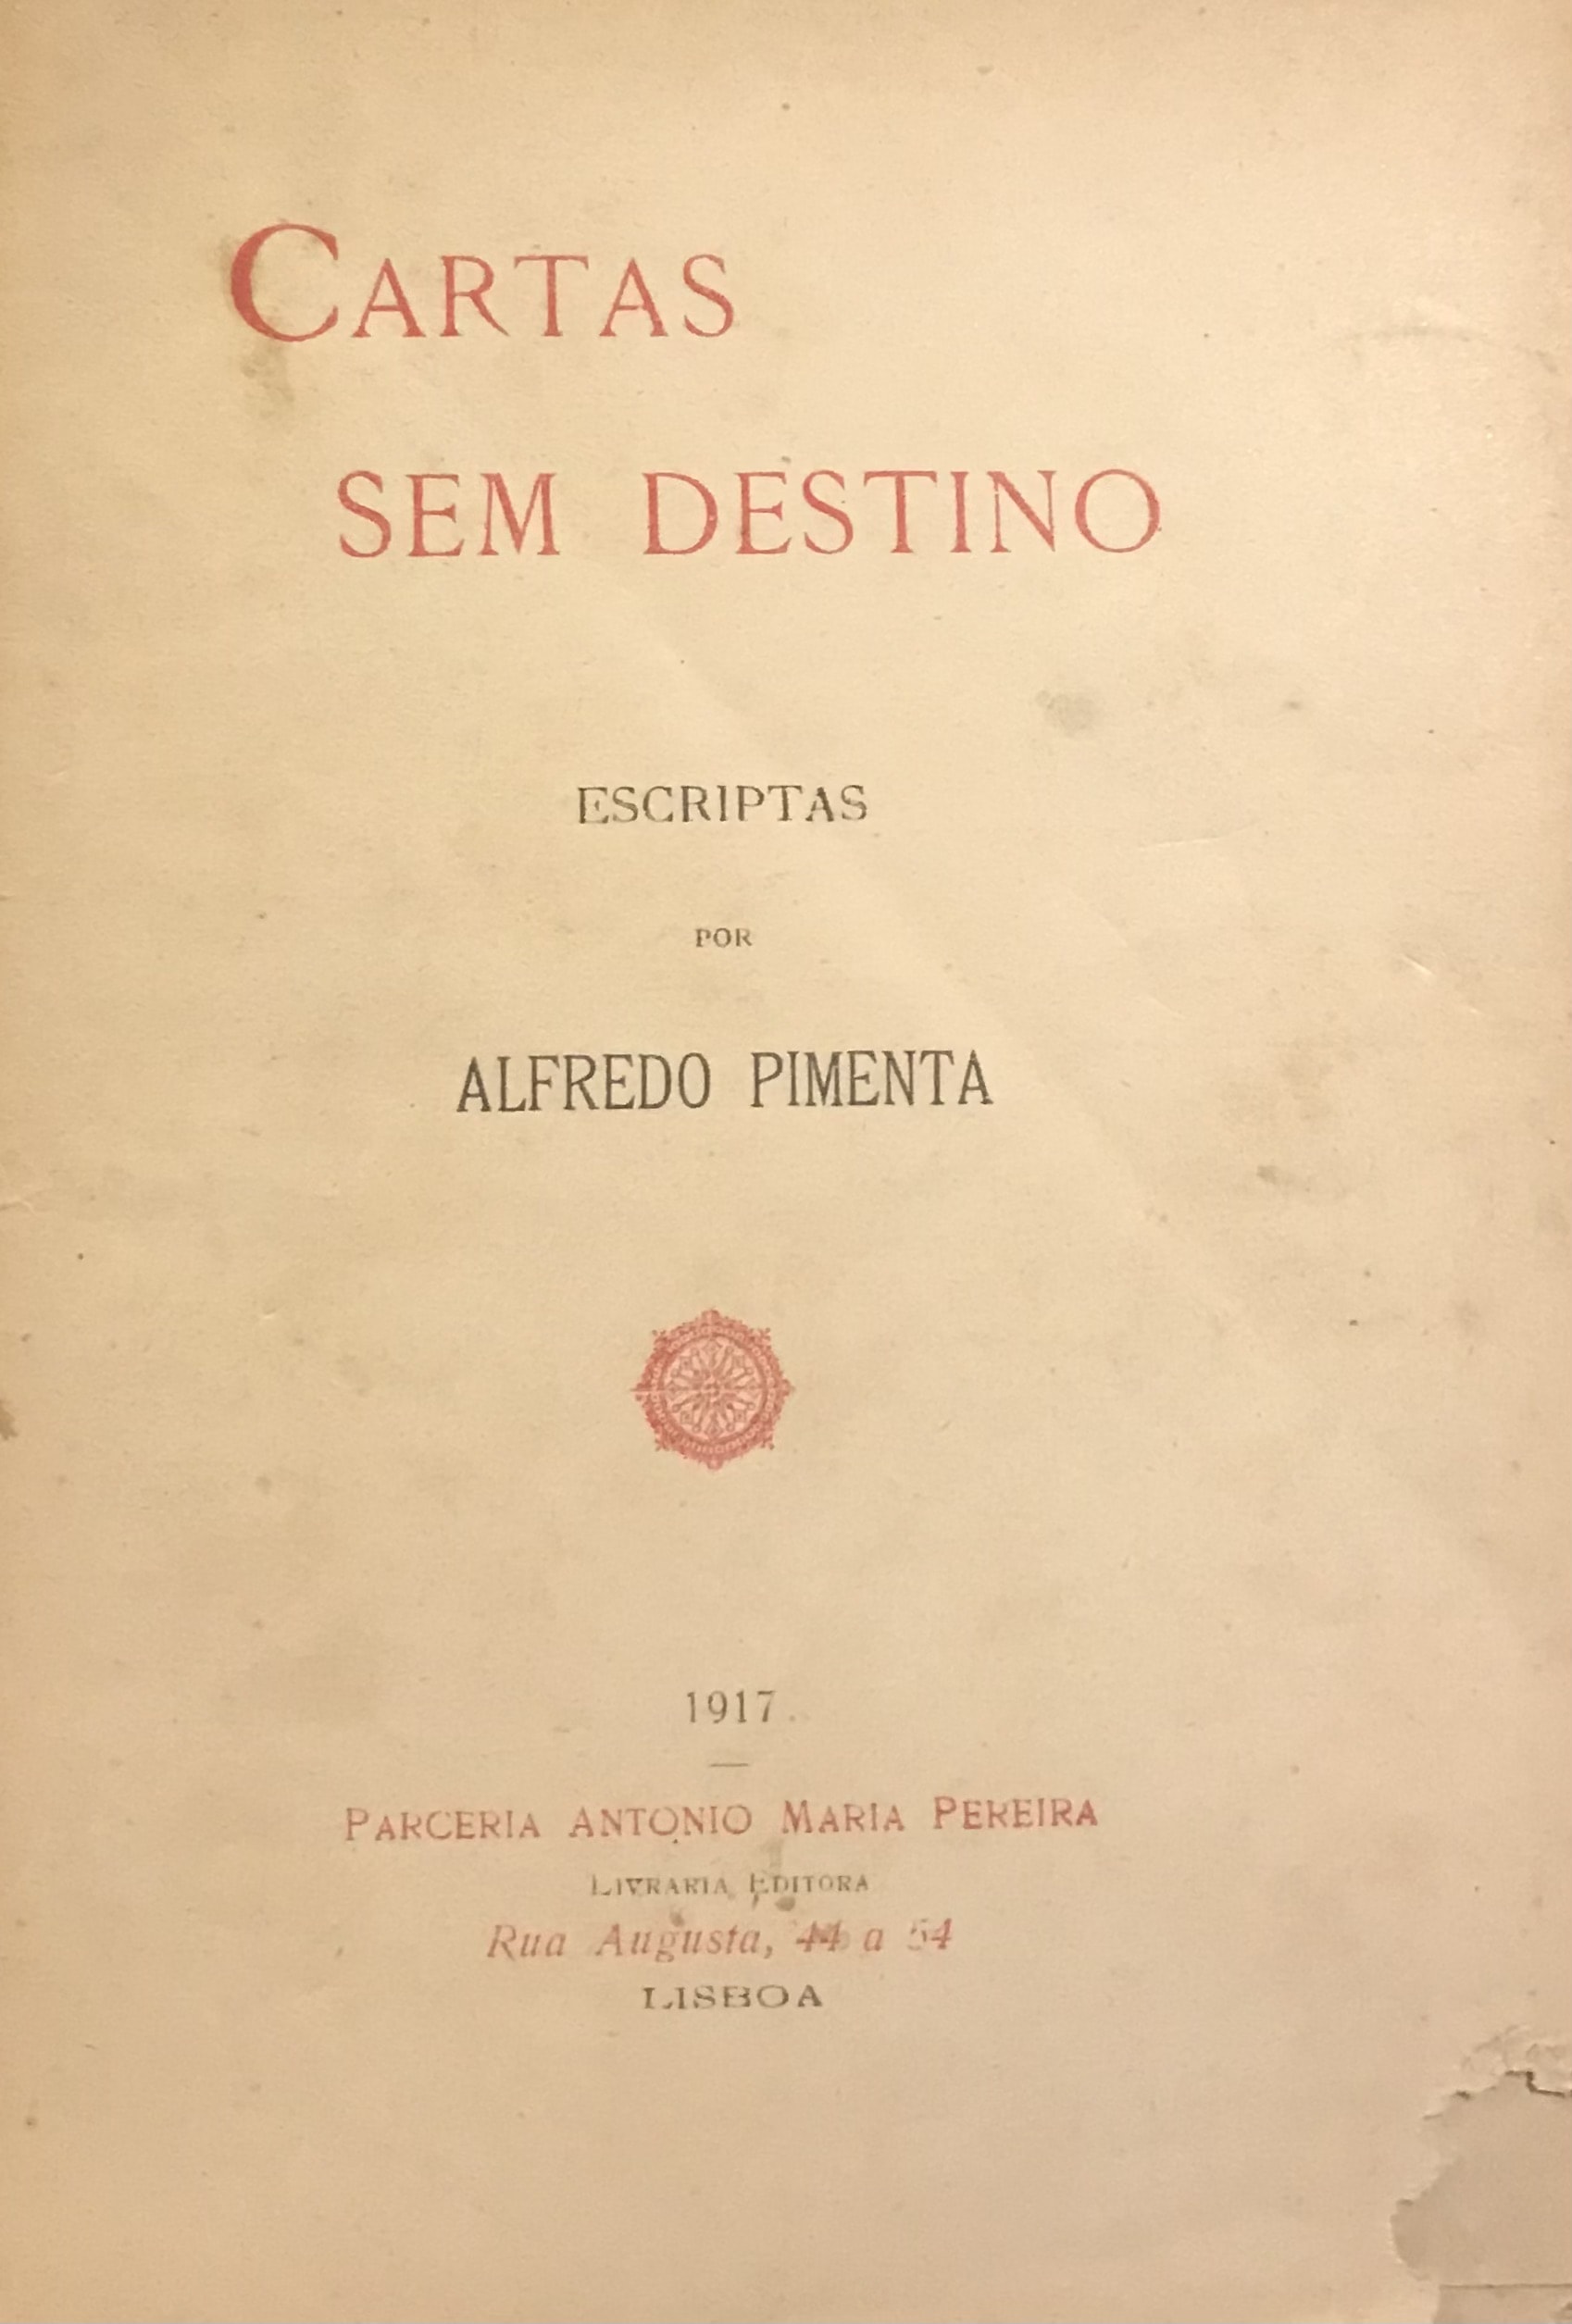 CARTAS
SEM DESTINO
ESCRIPTAS
POR
ALFREDO PIMENTA
1917
PARCERIA ANTONIO MARIA PEREIRA
LIVRARIA EDITORA
Rua Augusta, 44 a 54
LISBOA